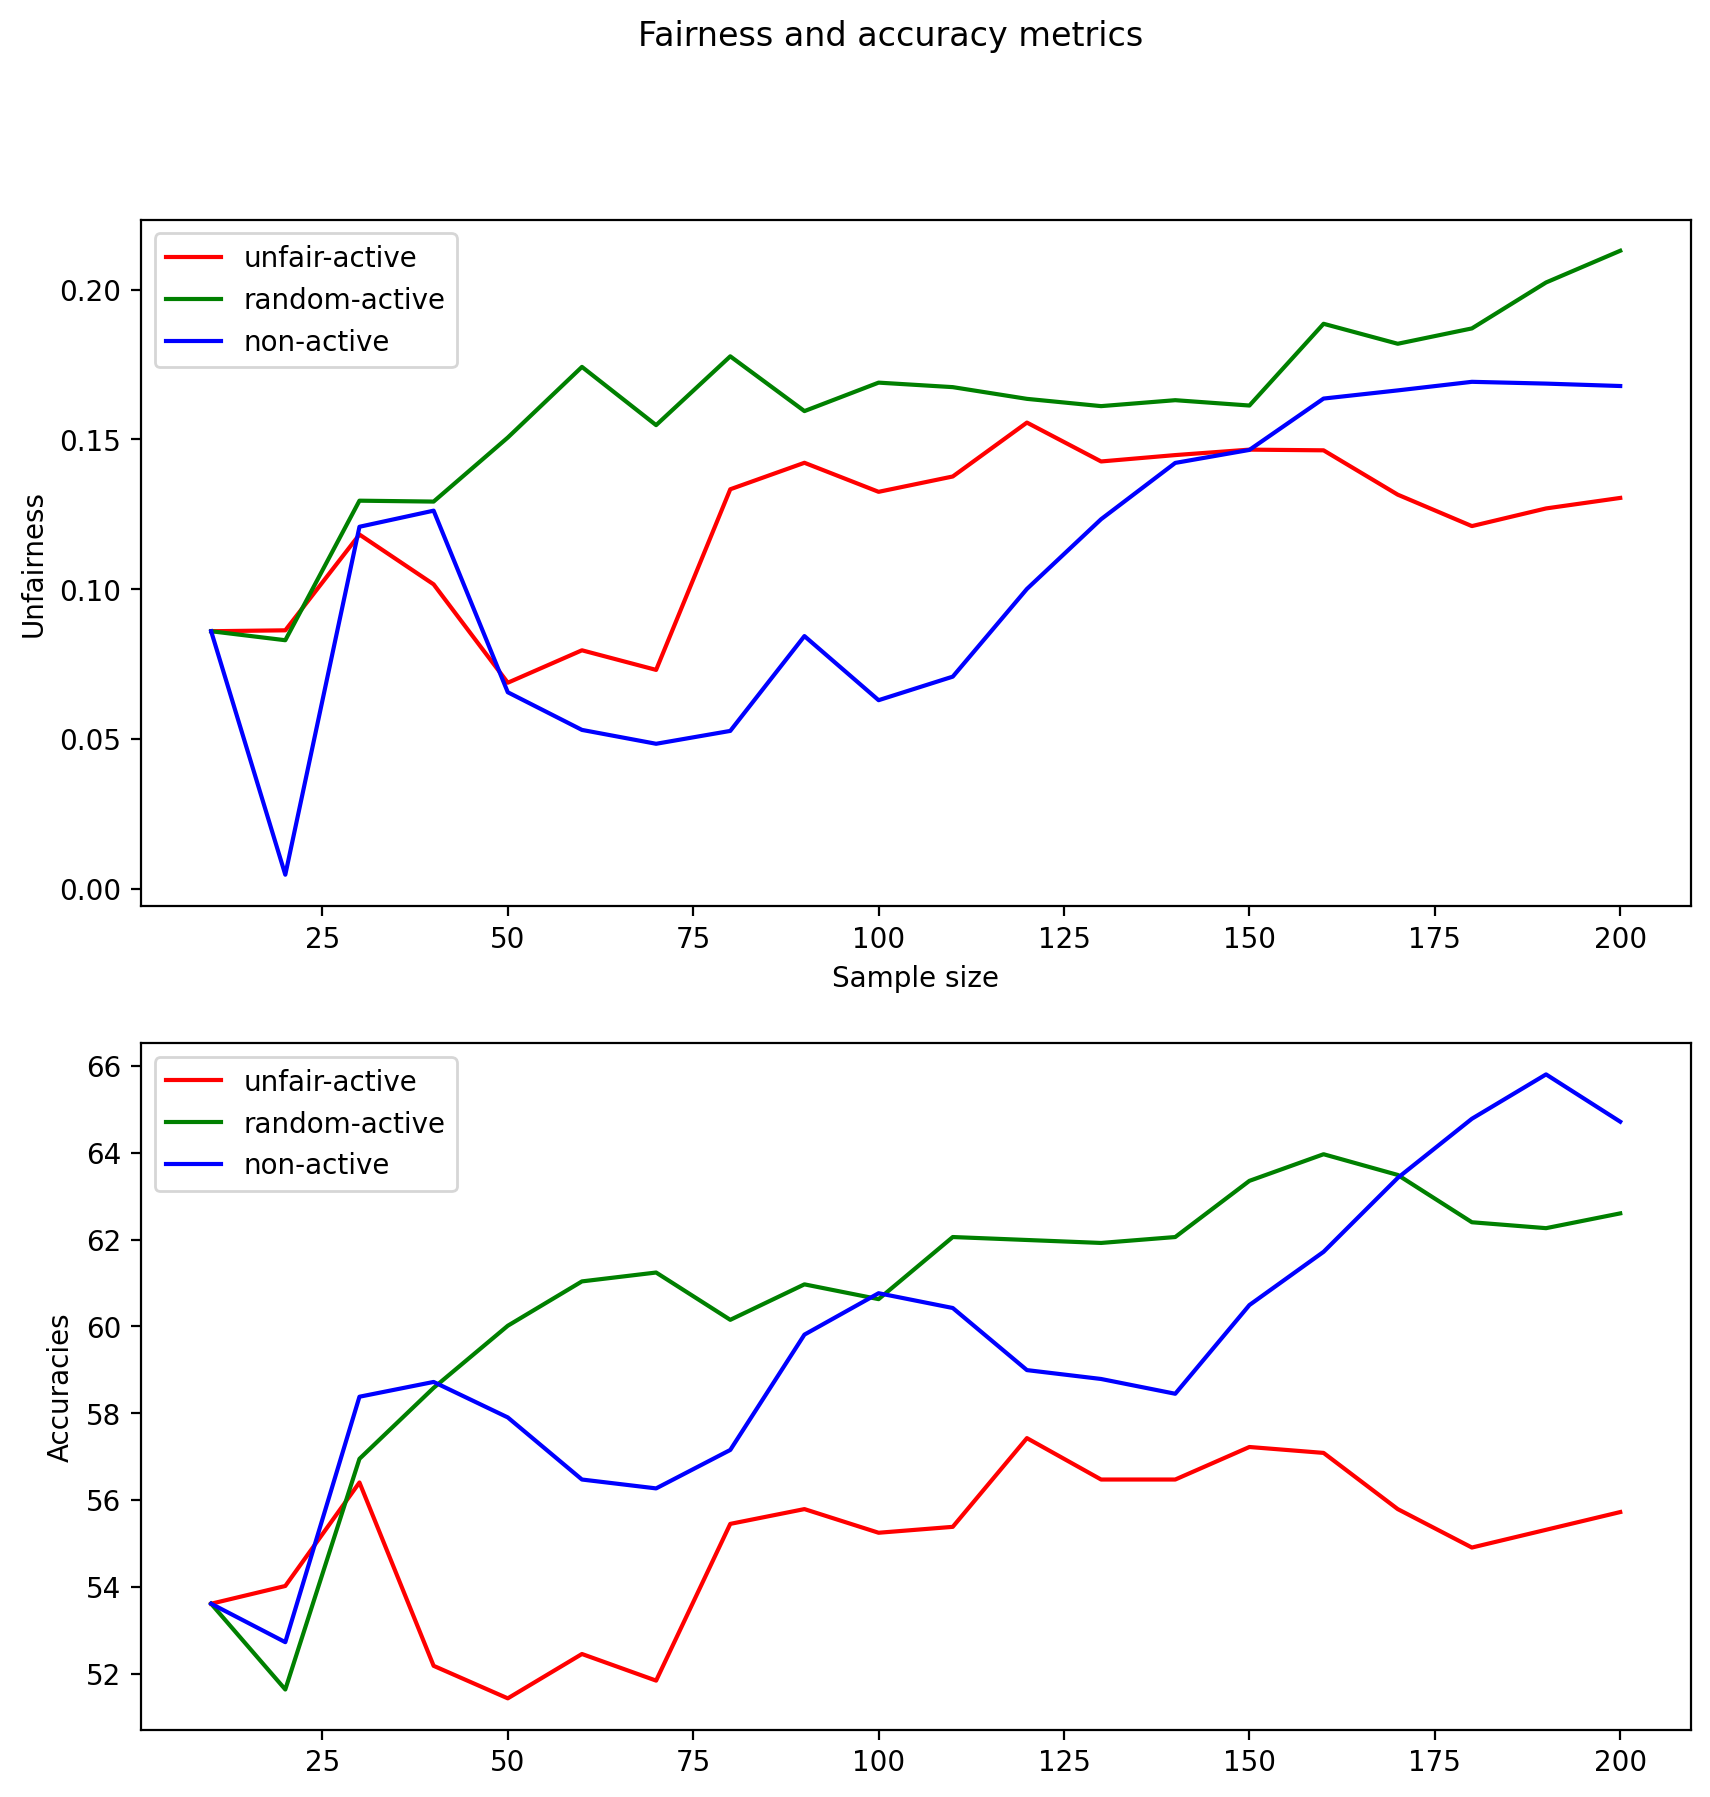 Fairness and accuracy metrics
unfair-active
random-active
non-active
0.20
0.15
0.10
0.05
0.00
Unfairness
25 50 75 100 125 150 175 200
Sample size
unfair-active
random-active
non-active
66
64
62
60
58
56
54
52
Accuracies
25 50 75 100 125 150 175 200